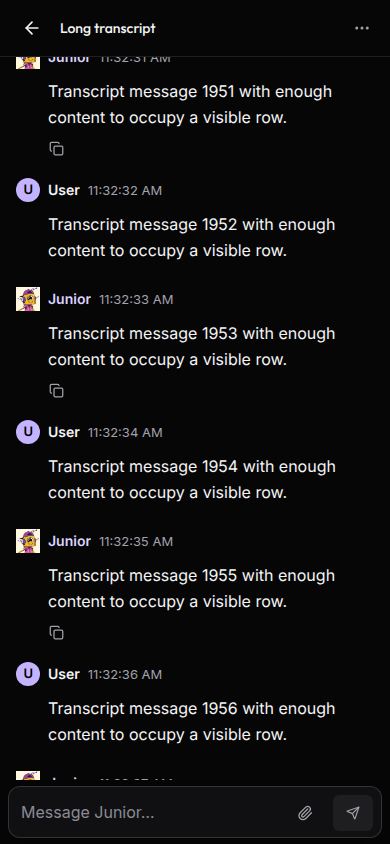 Long transcript
Junior 11:32:31 AM
Transcript message 1951 with enough
content to occupy a visible row.
U User 11:32:32 AM
Transcript message 1952 with enough
content to occupy a visible row.
Junior 11:32:33 AM
Transcript message 1953 with enough
content to occupy a visible row.
U User 11:32:34 AM
Transcript message 1954 with enough
content to occupy a visible row.
Junior 11:32:35 AM
Transcript message 1955 with enough
content to occupy a visible row.
U User 11:32:36 AM
Transcript message 1956 with enough
content to occupy a visible row.
Message Junior...